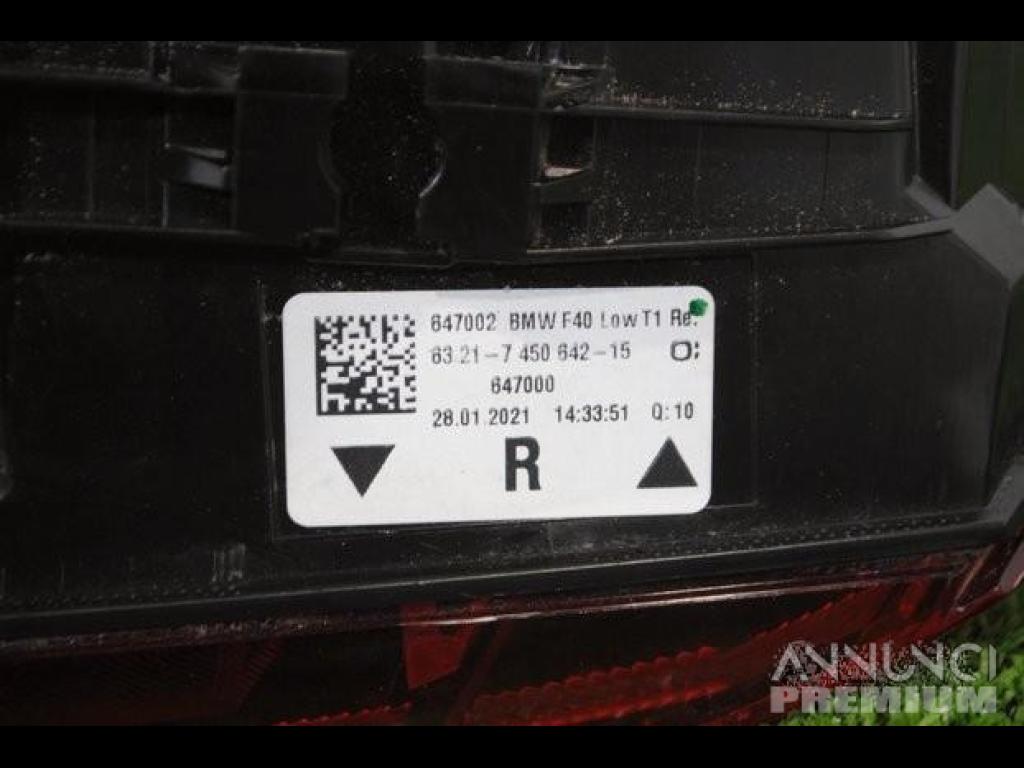 647002 BMW F40 Low T1 Re.
63.21-7 450 642-15 O:
647000
28.01.2021 14:33:51 Q: 10
R
ANNUNCI
PREMIUM